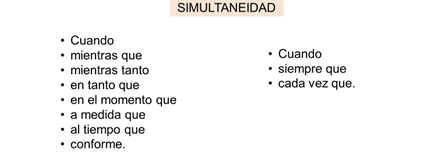 SIMULTANEIDAD
• Cuando
• mientras que
• mientras tanto
• en tanto que
• en el momento que
• a medida que
• al tiempo que
• conforme.
• Cuando
• siempre que
• cada vez que.